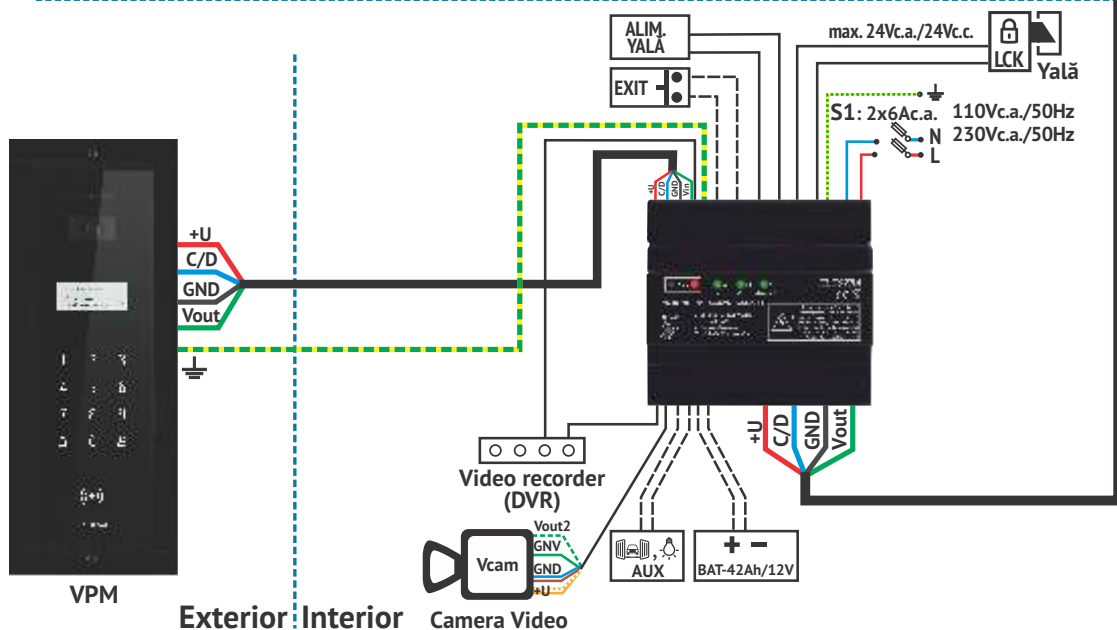 ALIM.
YALĂ
max. 24Vc.a./24Vc.c.
LCK
Yală
EXIT
S1: 2x6Ac.a.
110Vc.a./50Hz
230Vc.a./50Hz
N
L
+U
C/D
GND
Vin
+U
C/D
GND
Vout
+U
C/D
GND
Vout
Video recorder
(DVR)
Vout2
GNV
GND
+U
Vcam
Camera Video
AUX
+ −
BAT-42Ah/12V
VPM
Exterior
Interior